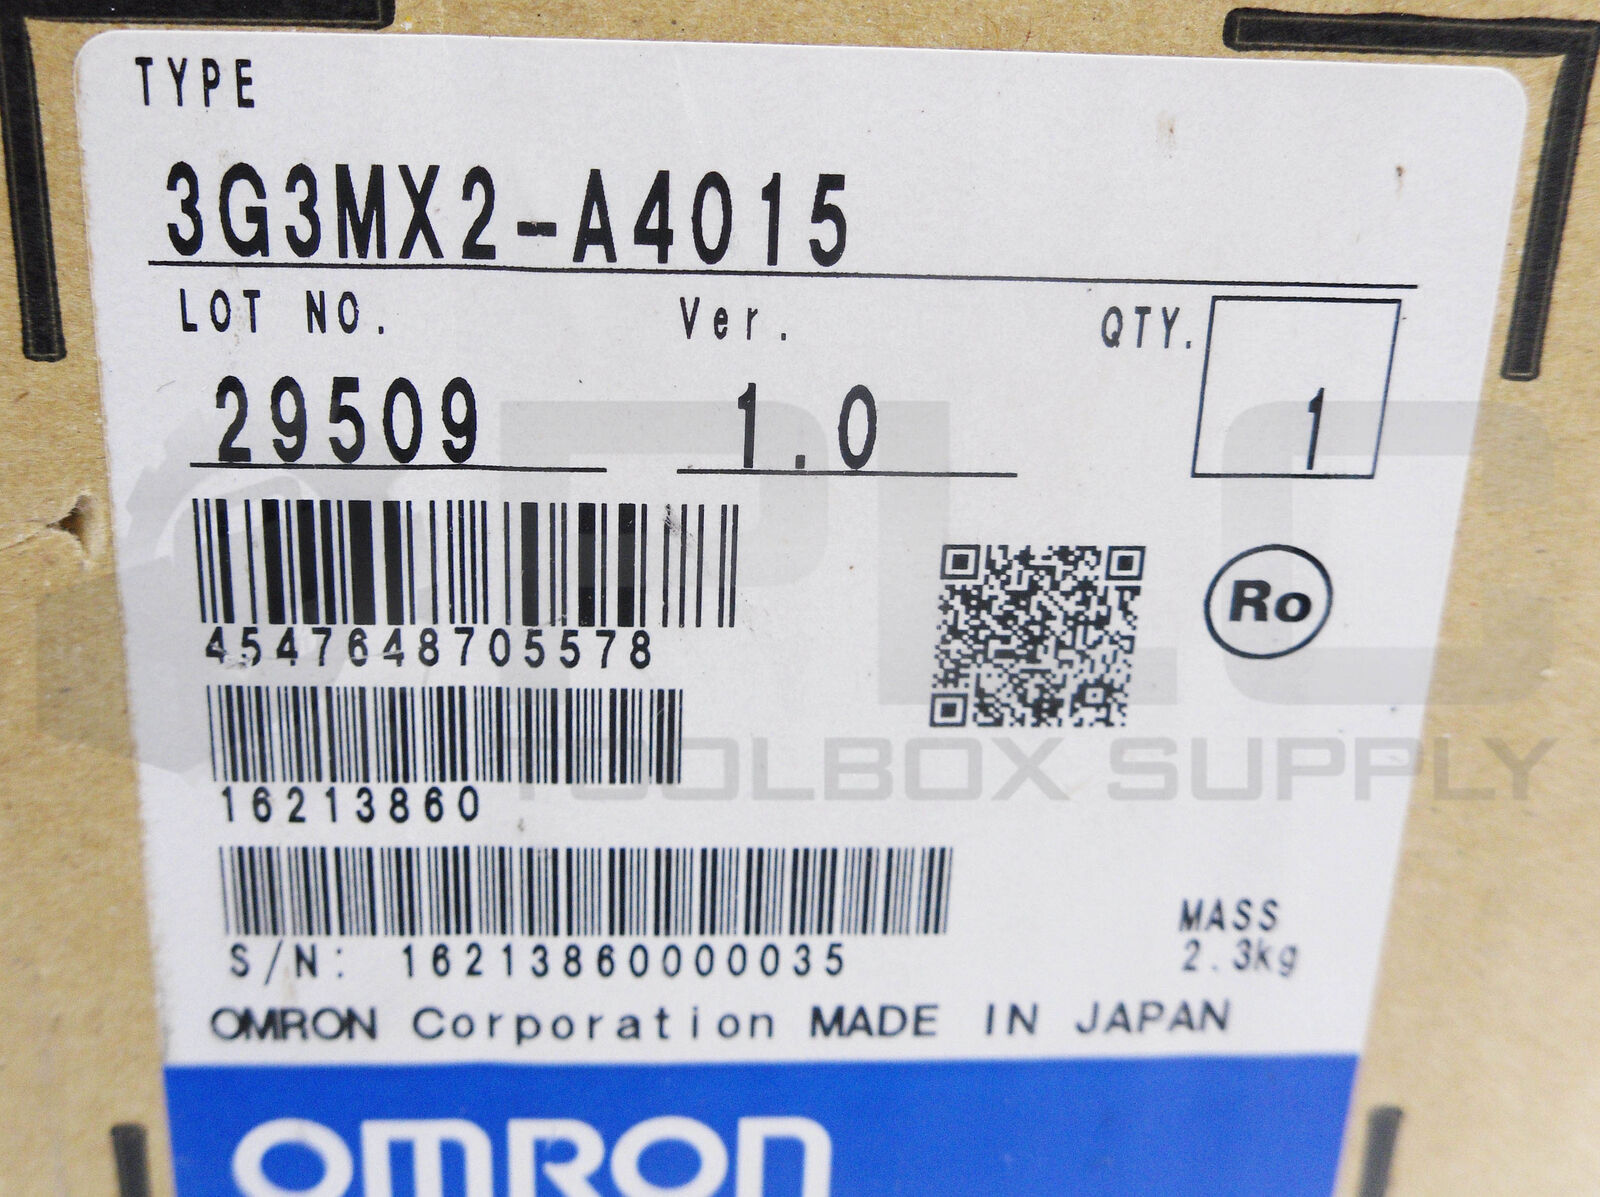 TYPE
3G3MX2-A4015
LOT NO. Ver. QTY.
29509 1.0 1
4547648705578
Ro
16213860
PLC
TOOLBOX SUPPLY
S/N: 16213860000035
MASS
2.3kg
OMRON Corporation MADE IN JAPAN
OMRON